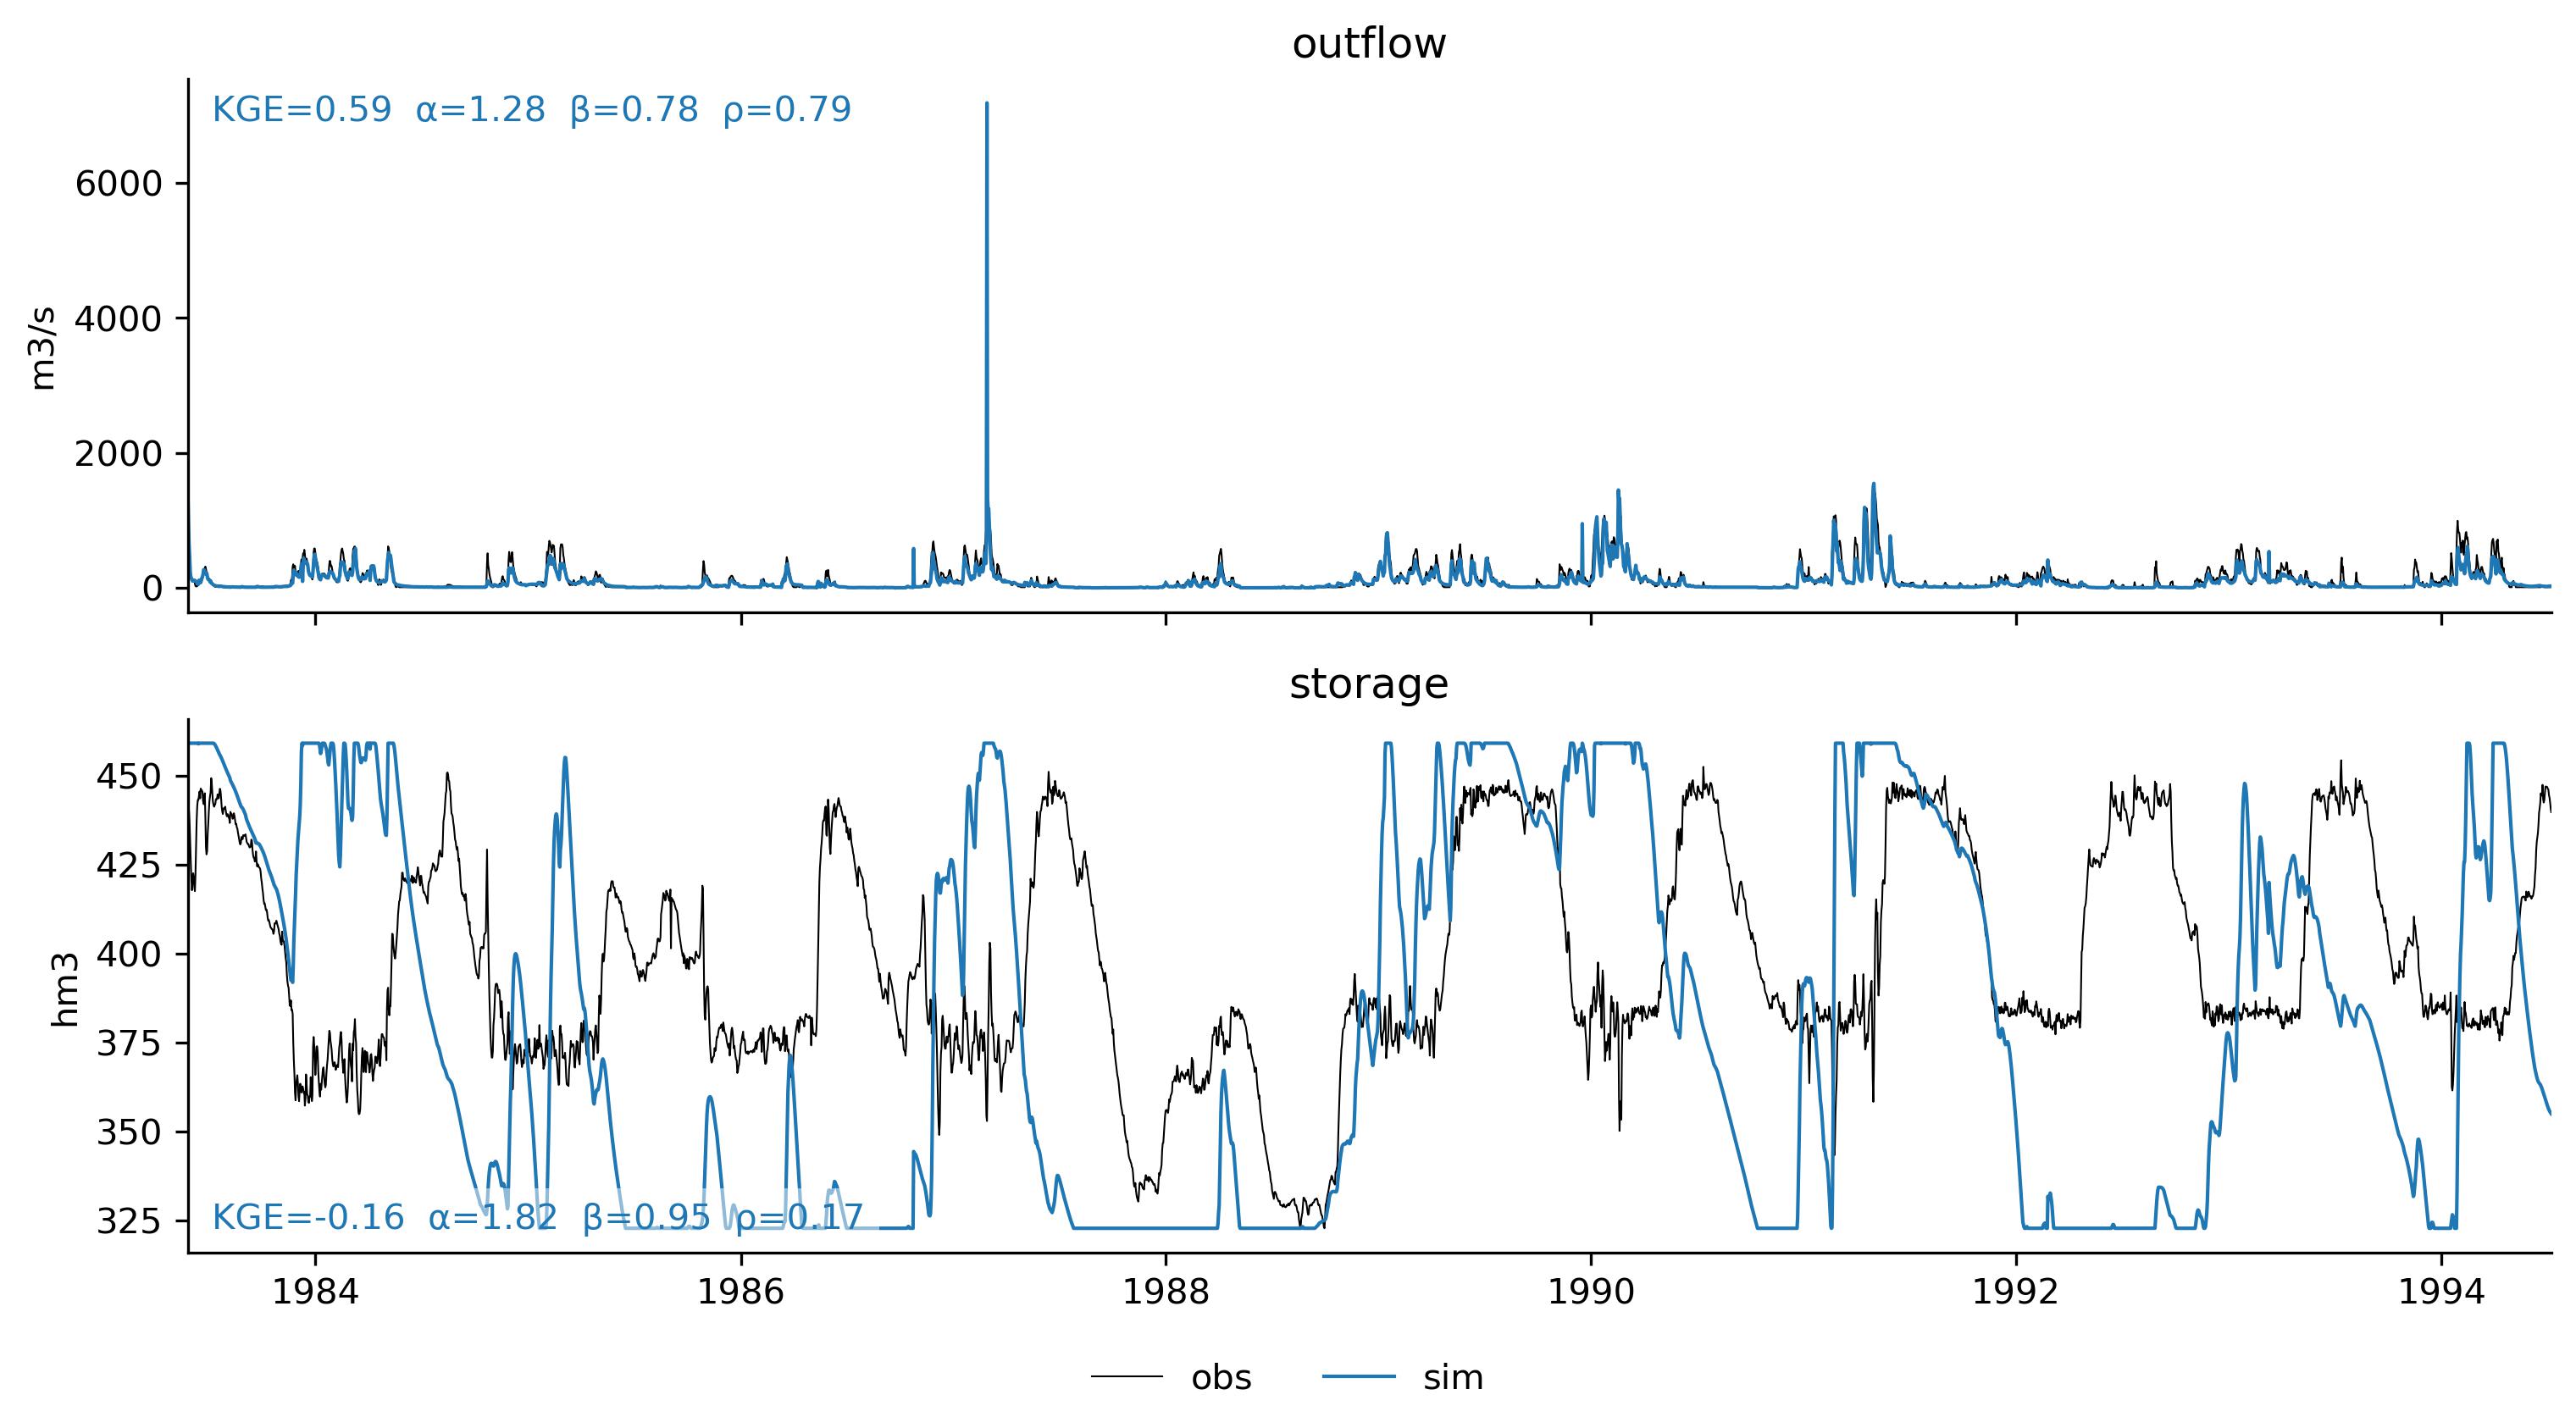 outflow
KGE=0.59 α=1.28 β=0.78 ρ=0.79
m3/s
6000
4000
2000
0
storage
hm3
450
425
400
375
350
325
KGE=-0.16 α=1.82 β=0.95 ρ=0.17
1984 1986 1988 1990 1992 1994
obs sim